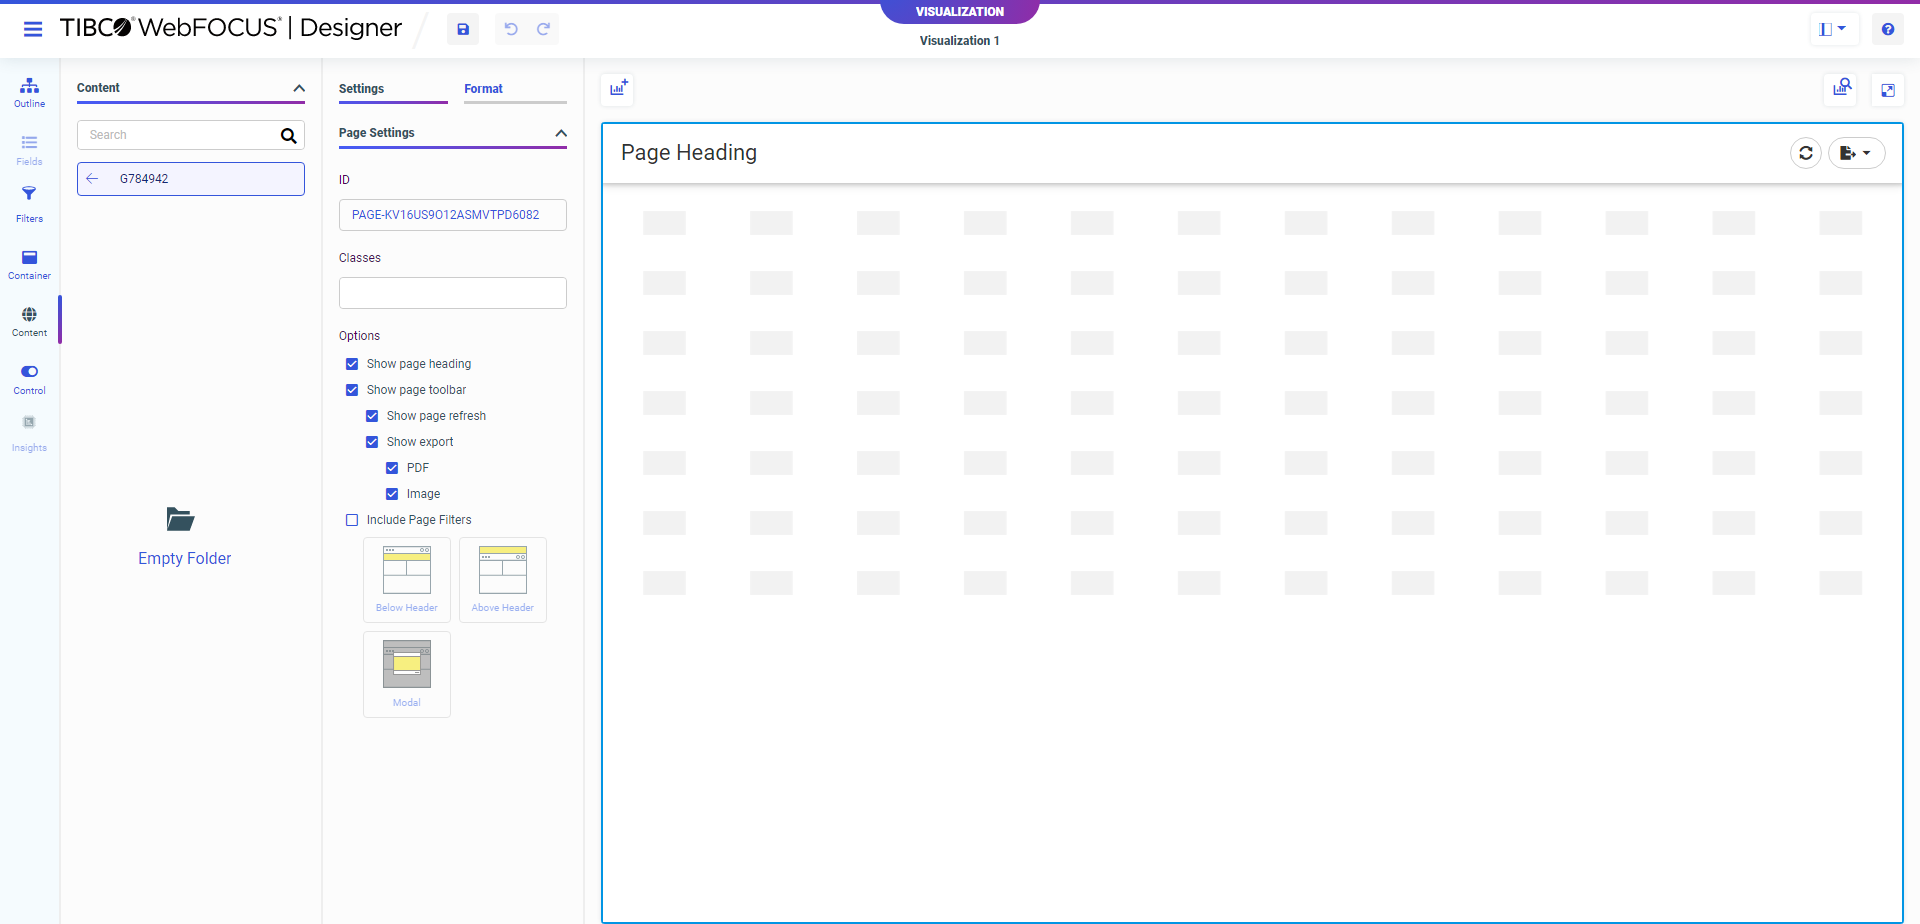 VISUALIZATION
TIBCO® WebFOCUS® | Designer
Visualization 1
Outline
Fields
Filters
Container
Content
Control
Insights
Content
Search
G784942
Empty Folder
Settings
Format
Page Settings
ID
PAGE-KV16US9O12ASMVTPD6082
Classes
Options
Show page heading
Show page toolbar
Show page refresh
Show export
PDF
Image
Include Page Filters
Below Header
Above Header
Modal
Page Heading